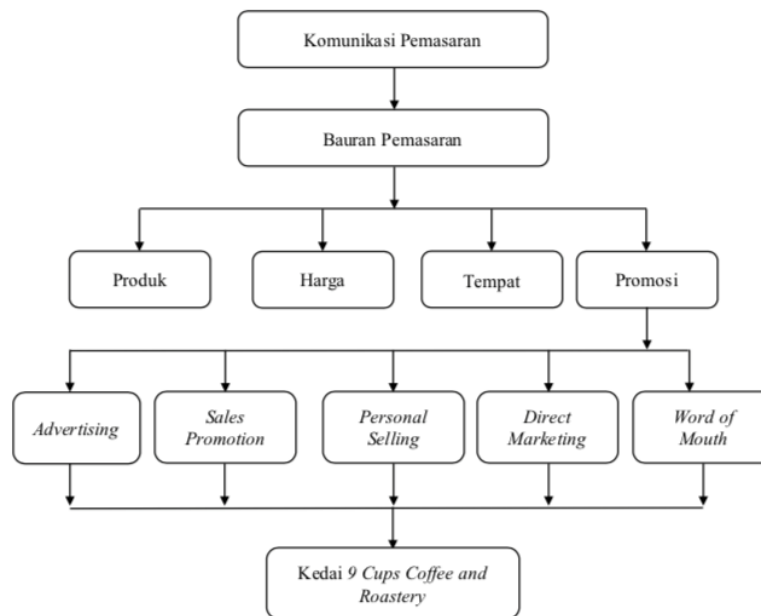 Komunikasi Pemasaran
Bauran Pemasaran
Produk
Harga
Tempat
Promosi
Advertising
Sales
Promotion
Personal
Selling
Direct
Marketing
Word of
Mouth
Kedai 9 Cups Coffee and
Roastery